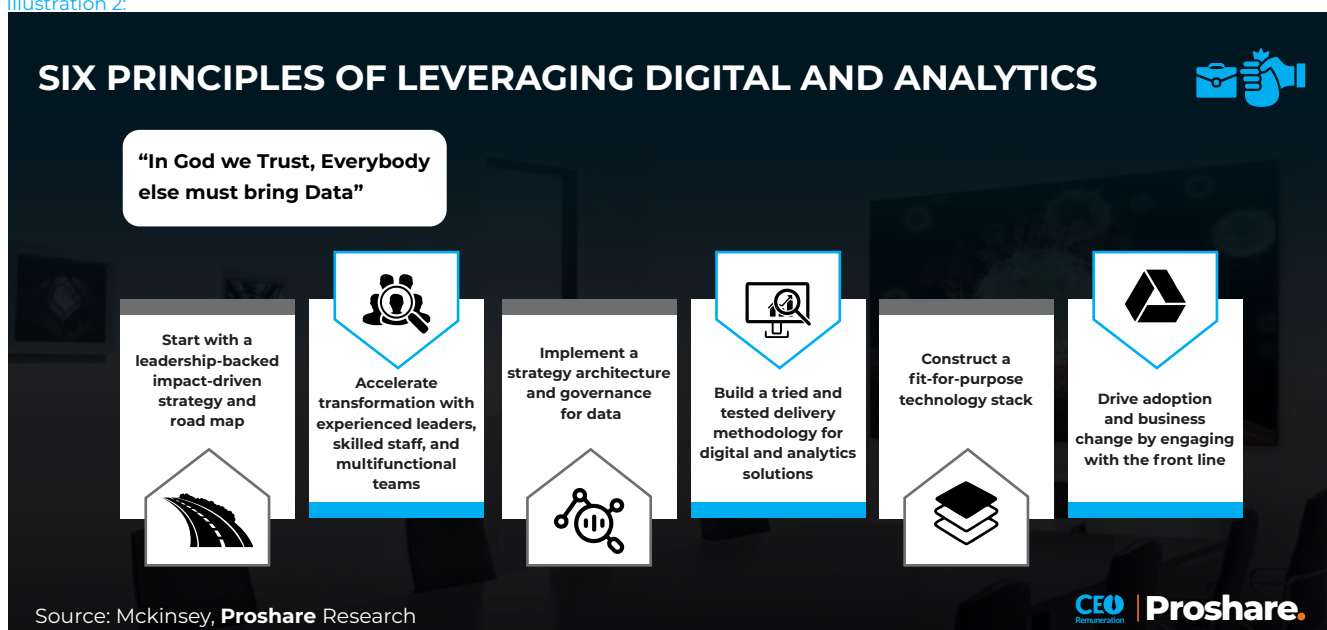 Illustration 2:
SIX PRINCIPLES OF LEVERAGING DIGITAL AND ANALYTICS
“In God we Trust, Everybody
else must bring Data”
Start with a
leadership-backed
impact-driven
strategy and
road map
Accelerate
transformation with
experienced leaders,
skilled staff, and
multifunctional
teams
Implement a
strategy architecture
and governance
for data
Build a tried and
tested delivery
methodology for
digital and analytics
solutions
Construct a
fit-for-purpose
technology stack
Drive adoption
and business
change by engaging
with the front line
Source: Mckinsey, Proshare Research
CEO
Remuneration
Proshare.